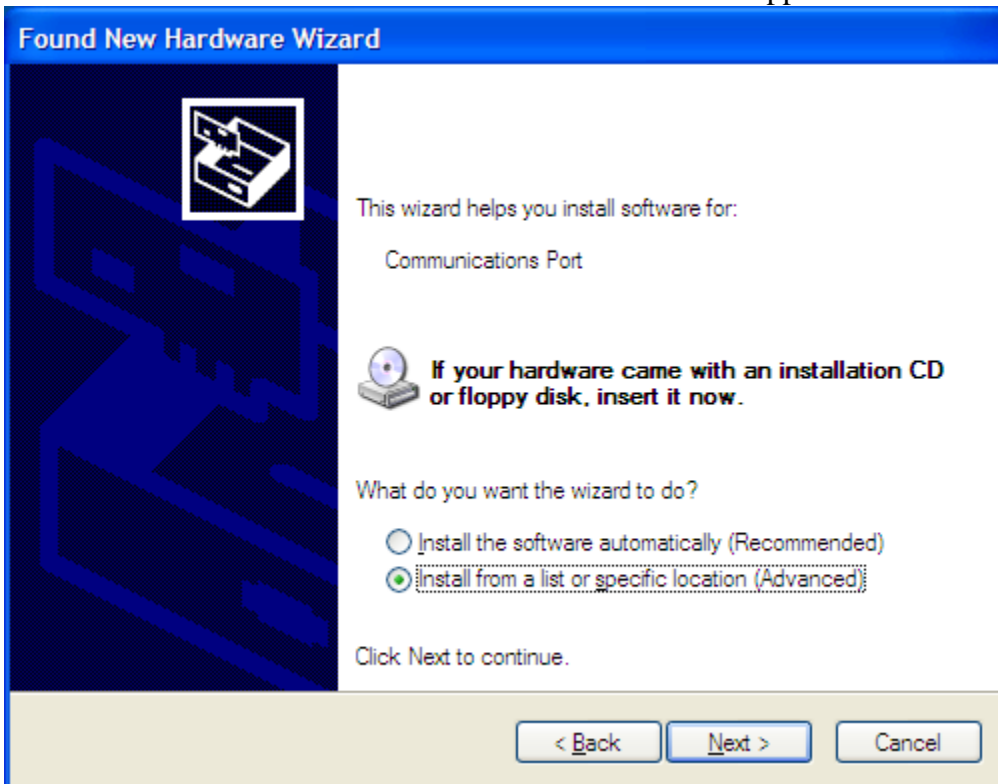 Found New Hardware Wizard
This wizard helps you install software for:
Communications Port
If your hardware came with an installation CD
or floppy disk, insert it now.
What do you want the wizard to do?
Install the software automatically (Recommended)
Install from a list or specific location (Advanced)
Click Next to continue.
< Back
Next >
Cancel